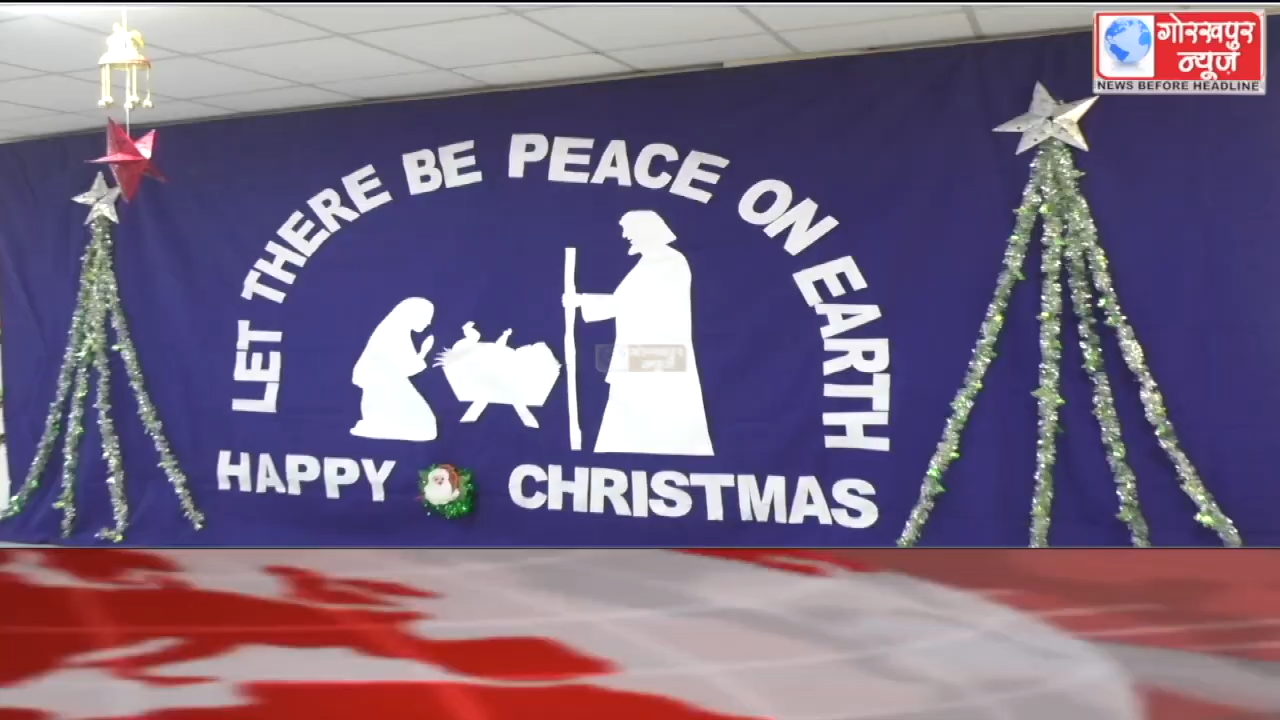 गोरखपुर
न्यूज़
NEWS BEFORE HEADLINE
LET THERE BE PEACE ON EARTH
HAPPY CHRISTMAS